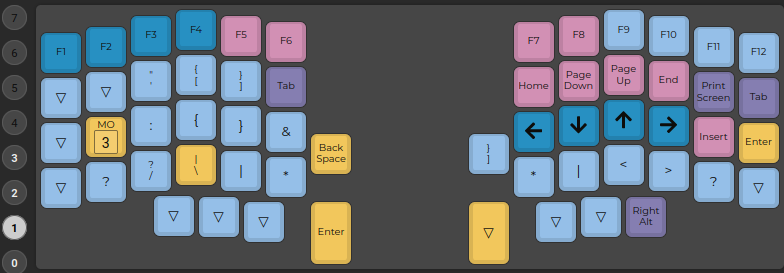 7
6
5
4
3
2
1
0
F1
F2
F3
F4
F5
F6
▽
▽
"
'
{
[
}
]
Tab
▽
MO
3
:
{
}
&
▽
?
?
/
|
\
|
*
Back
Space
▽
▽
▽
Enter
F7
F8
F9
F10
F11
F12
Home
Page
Down
Page
Up
End
Print
Screen
Tab
←
↓
↑
→
Insert
Enter
}
]
*
|
<
>
?
▽
▽
▽
▽
Right
Alt